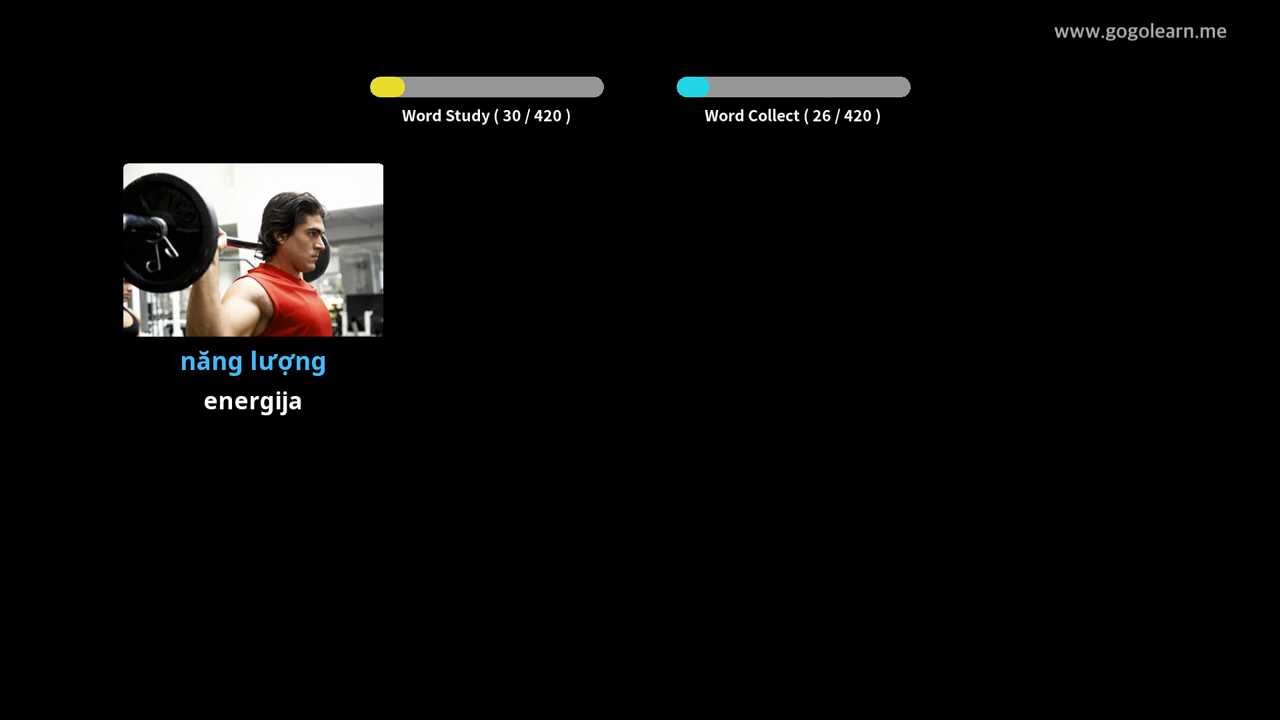 www.gogolearn.me
Word Study ( 30 / 420 )
Word Collect ( 26 / 420 )
năng lượng
energija